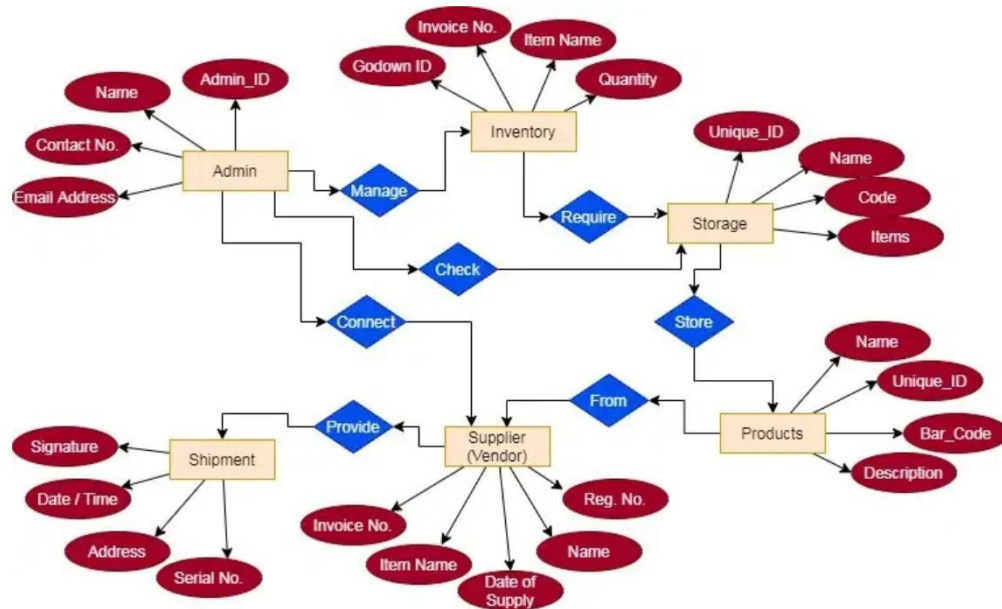 Invoice No.
Item Name
Godown ID
Quantity
Admin_ID
Name
Contact No.
Email Address
Admin
Manage
Inventory
Unique_ID
Name
Code
Items
Require
Storage
Check
Connect
Store
Name
Unique_ID
Bar_Code
Description
From
Products
Provide
Supplier
(Vendor)
Shipment
Signature
Date / Time
Address
Serial No.
Invoice No.
Item Name
Date of
Supply
Name
Reg. No.